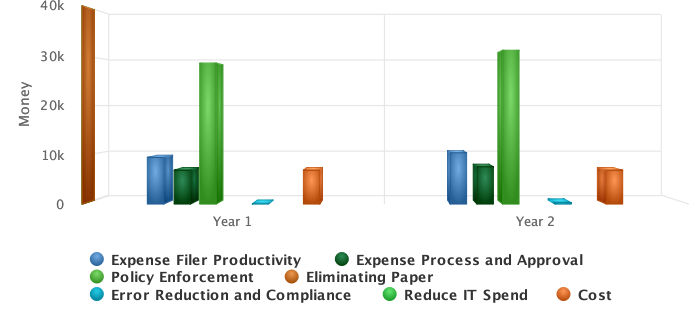 40k
30k
20k
10k
0
Money
Year 1 Year 2
Expense Filer Productivity Expense Process and Approval
Policy Enforcement Eliminating Paper
Error Reduction and Compliance Reduce IT Spend Cost